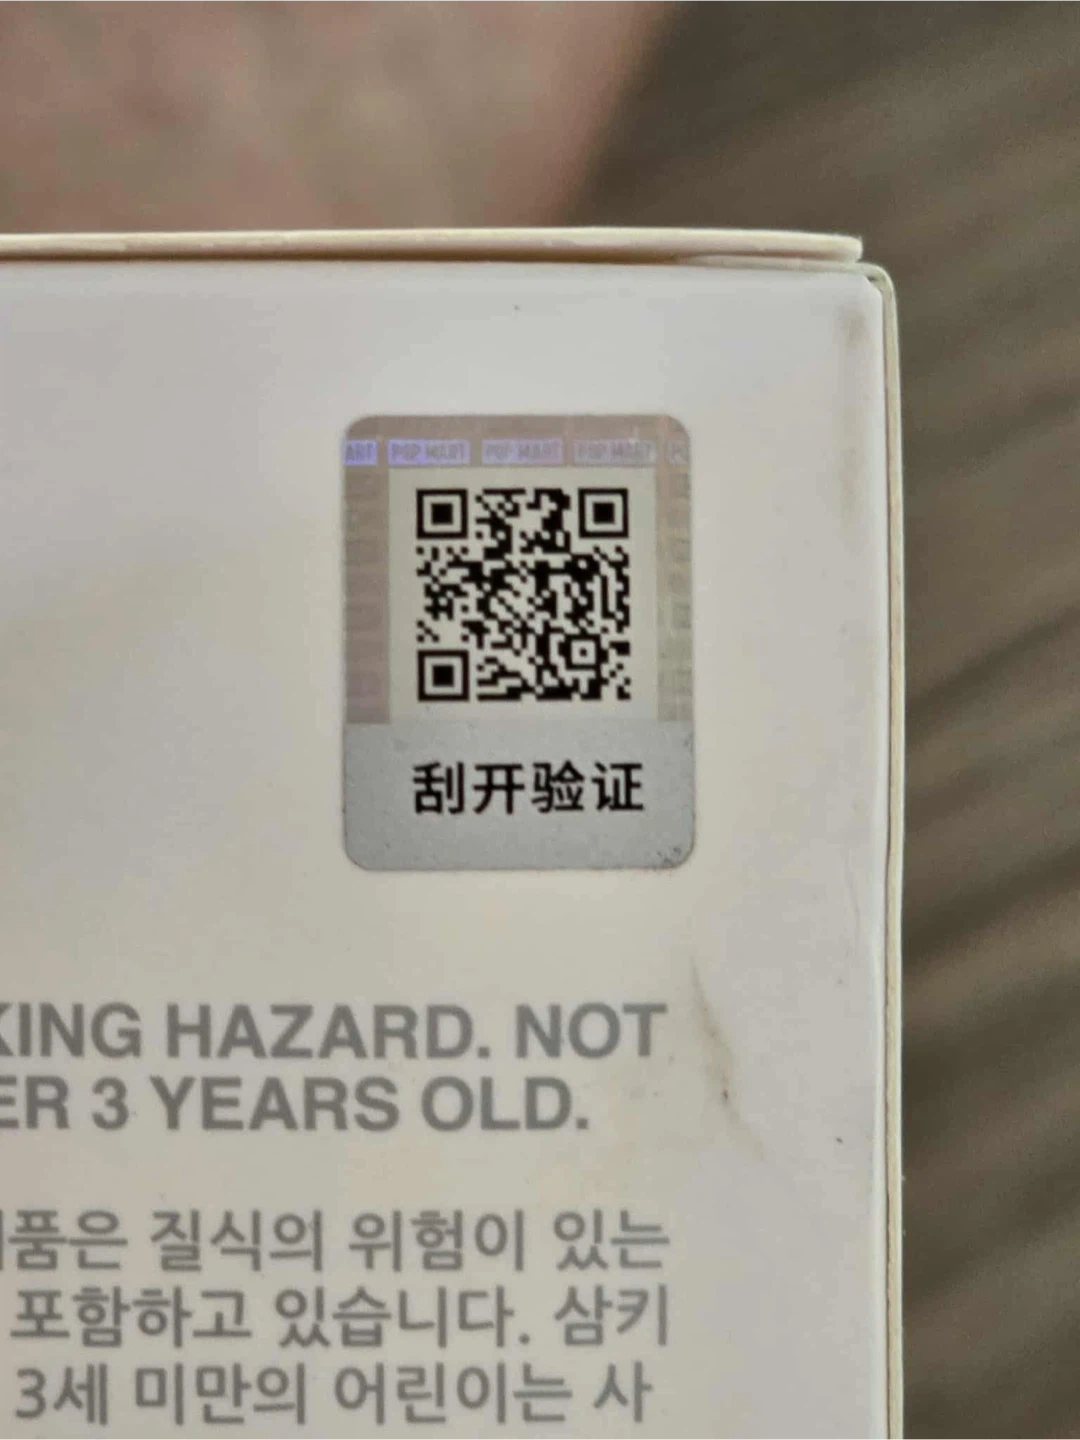 ART POP MART POP MART POP MART PO
刮开验证
KING HAZARD. NOT
ER 3 YEARS OLD.
품은 질식의 위험이 있는
포함하고 있습니다. 삼키
3세 미만의 어린이는 사